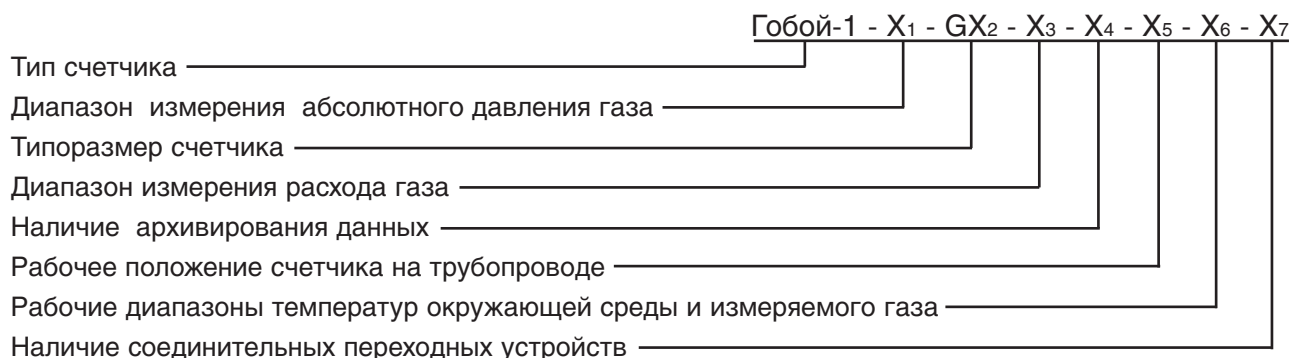 Гобой-1 - X1 - GX2 - X3 - X4 - X5 - X6 - X7
Тип счетчика
Диапазон измерения абсолютного давления газа
Типоразмер счетчика
Диапазон измерения расхода газа
Наличие архивирования данных
Рабочее положение счетчика на трубопроводе
Рабочие диапазоны температур окружающей среды и измеряемого газа
Наличие соединительных переходных устройств